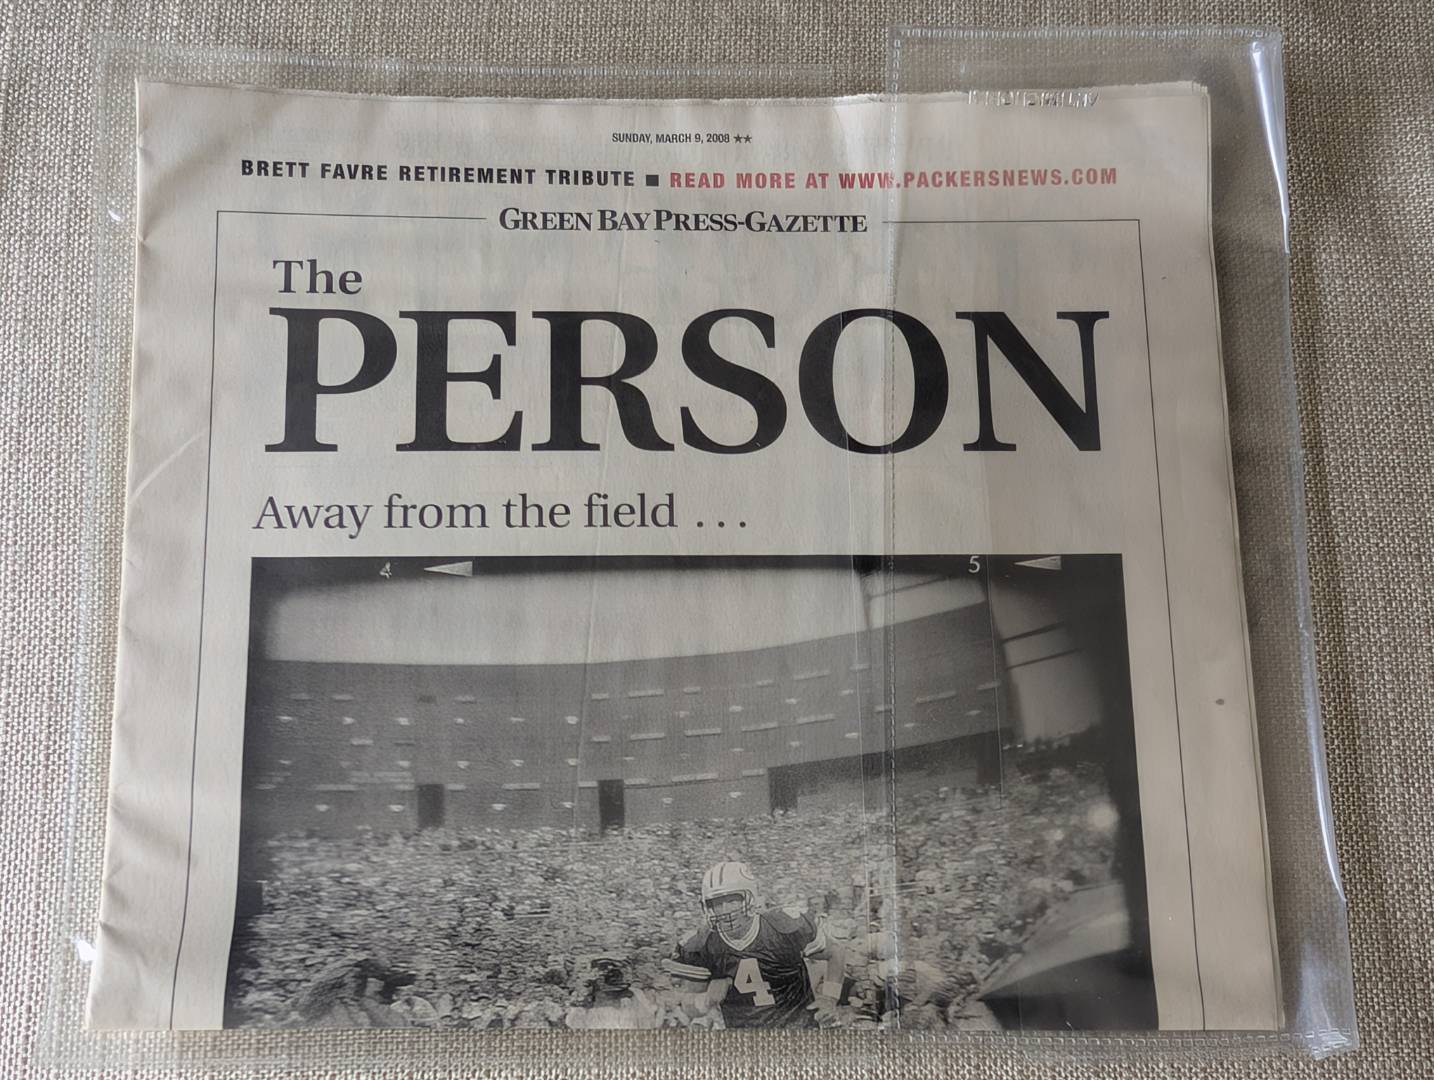 SUNDAY, MARCH 9, 2008 ★★
BRETT FAVRE RETIREMENT TRIBUTE ■ READ MORE AT WWW.PACKERSNEWS.COM
GREEN BAY PRESS-GAZETTE
The
PERSON
Away from the field . . .
4 5
4